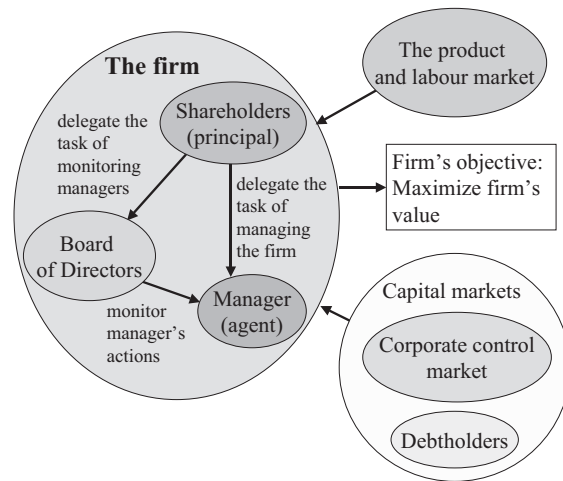 The firm
The product
and labour market
Shareholders
(principal)
delegate the
task of
monitoring
managers
delegate the
task of
managing
the firm
Firm's objective:
Maximize firm's
value
Board
of Directors
Manager
(agent)
monitor
manager's
actions
Capital markets
Corporate control
market
Debtholders